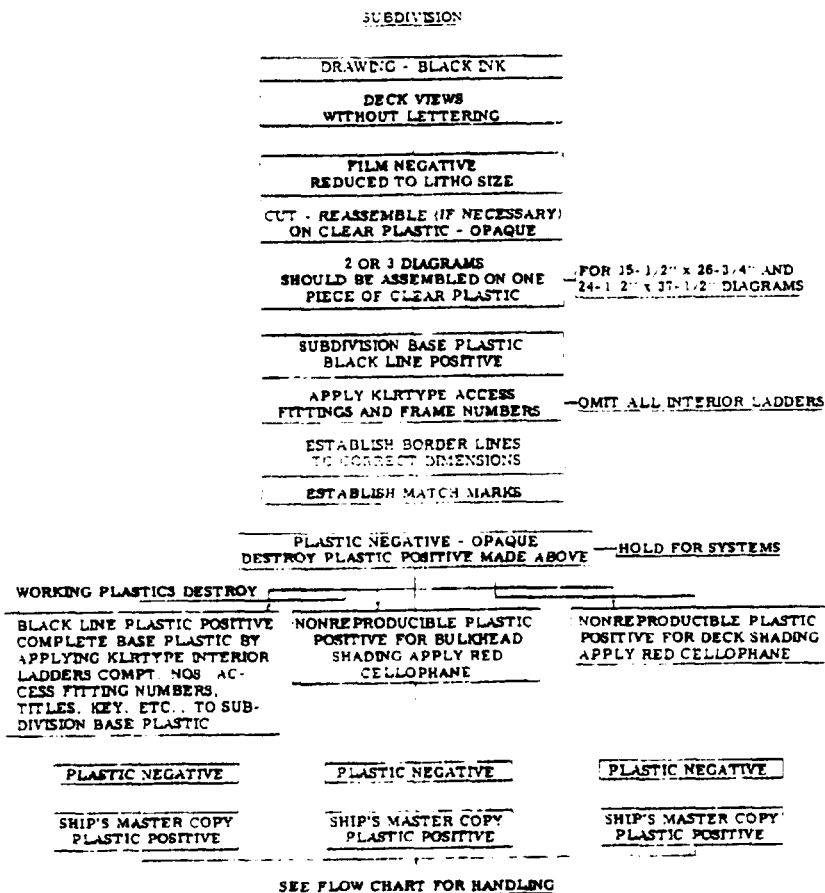 SUBDIVISION
DRAWING - BLACK INK
DECK VIEWS
WITHOUT LETTERING
FILM NEGATIVE
REDUCED TO LITHO SIZE
CUT - REASSEMBLE (IF NECESSARY)
ON CLEAR PLASTIC - OPAQUE
2 OR 3 DIAGRAMS
SHOULD BE ASSEMBLED ON ONE
PIECE OF CLEAR PLASTIC
FOR 15-1/2" x 26-3/4" AND
24-1/2" x 37-1/2" DIAGRAMS
SUBDIVISION BASE PLASTIC
BLACK LINE POSITIVE
APPLY KLRTYPE ACCESS
FITTINGS AND FRAME NUMBERS
OMIT ALL INTERIOR LADDERS
ESTABLISH BORDER LINES
TO CORRECT DIMENSIONS
ESTABLISH MATCH MARKS
PLASTIC NEGATIVE - OPAQUE
DESTROY PLASTIC POSITIVE MADE ABOVE
HOLD FOR SYSTEMS
WORKING PLASTICS DESTROY
BLACK LINE PLASTIC POSITIVE
COMPLETE BASE PLASTIC BY
APPLYING KLRTYPE INTERIOR
LADDERS COMPT. NOS. AC-
CESS FITTING NUMBERS,
TITLES, KEY, ETC., TO SUB-
DIVISION BASE PLASTIC
NONREPRODUCIBLE PLASTIC
POSITIVE FOR BULKHEAD
SHADING APPLY RED
CELLOPHANE
NONREPRODUCIBLE PLASTIC
POSITIVE FOR DECK SHADING
APPLY RED CELLOPHANE
PLASTIC NEGATIVE
PLASTIC NEGATIVE
PLASTIC NEGATIVE
SHIP'S MASTER COPY
PLASTIC POSITIVE
SHIP'S MASTER COPY
PLASTIC POSITIVE
SHIP'S MASTER COPY
PLASTIC POSITIVE
SEE FLOW CHART FOR HANDLING